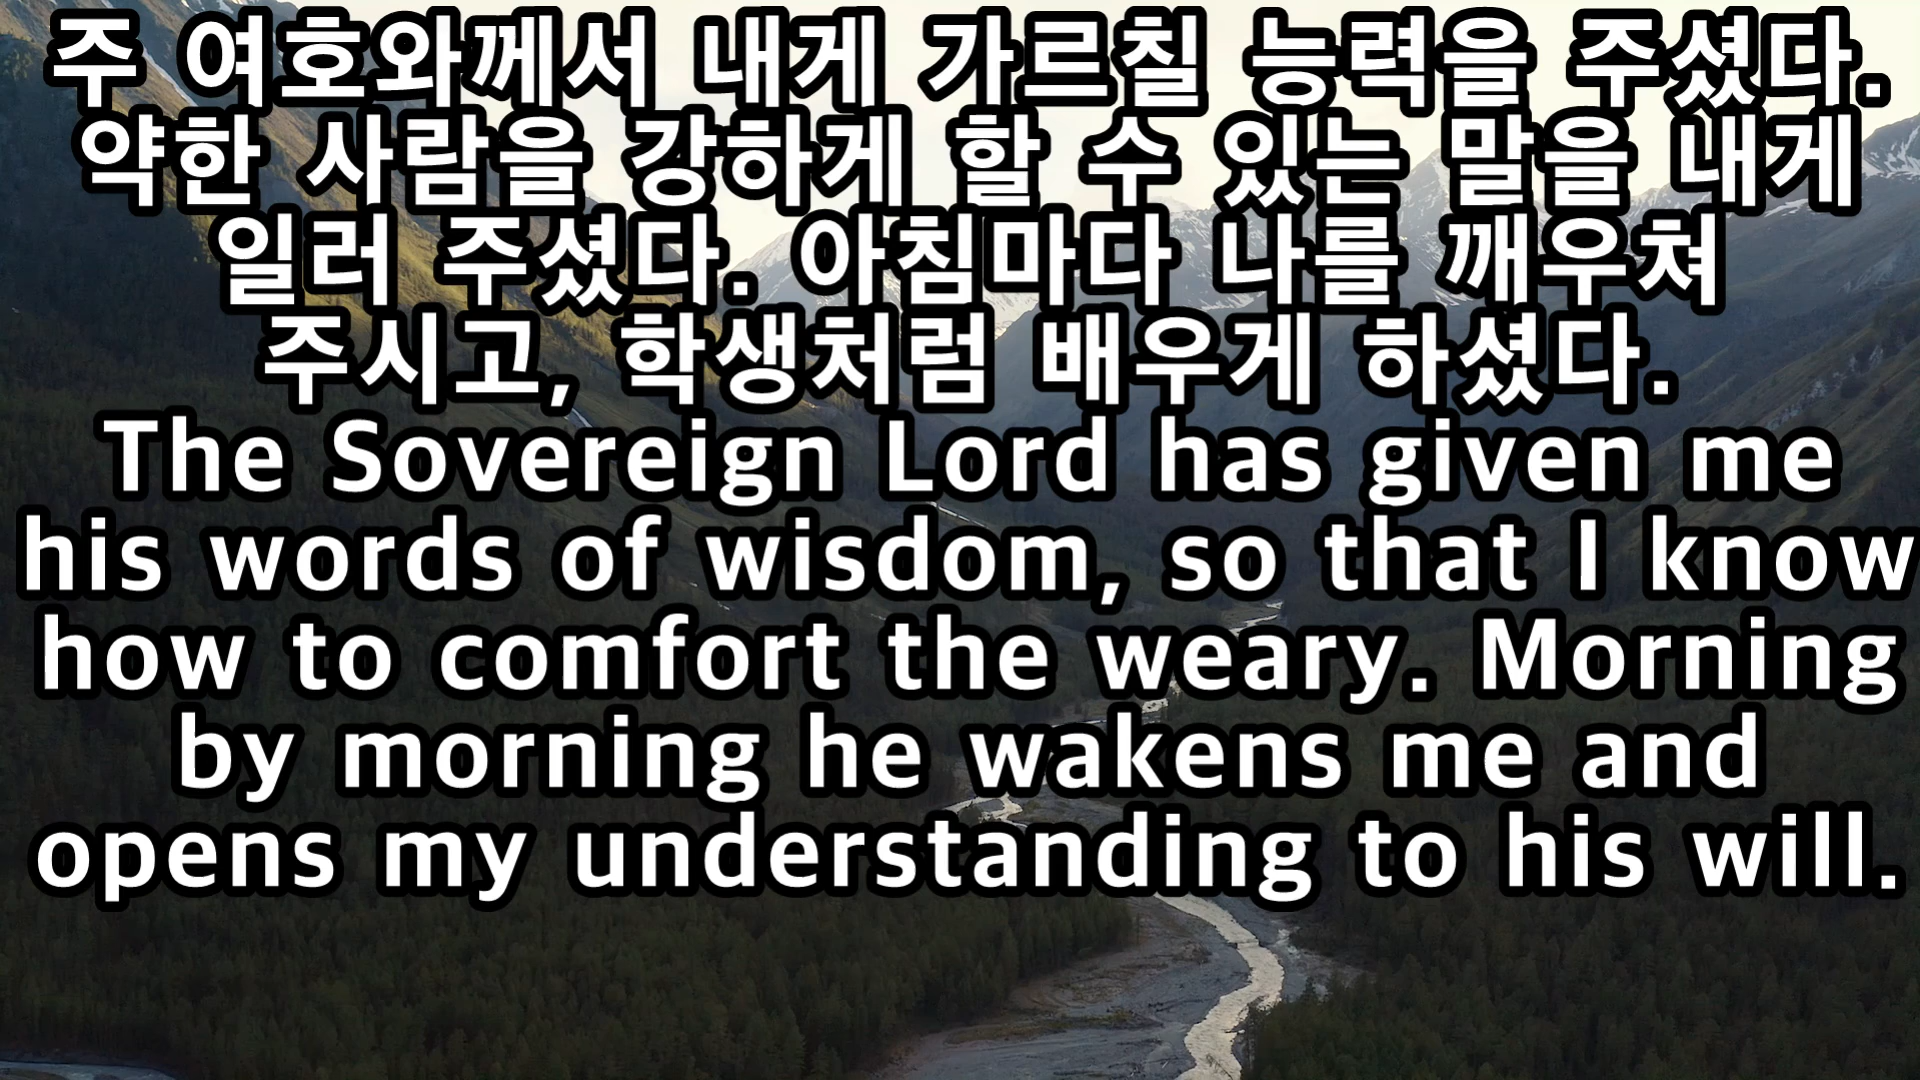 주 여호와께서 내게 가르칠 능력을 주셨다.
약한 사람을 강하게 할 수 있는 말을 내게
일러 주셨다. 아침마다 나를 깨우쳐
주시고, 학생처럼 배우게 하셨다.
The Sovereign Lord has given me
his words of wisdom, so that I know
how to comfort the weary. Morning
by morning he wakens me and
opens my understanding to his will.